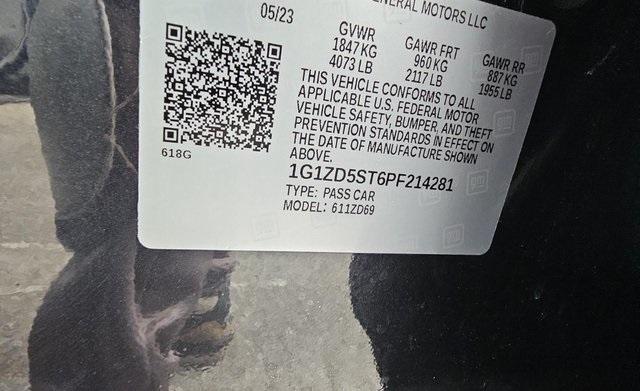 GENERAL MOTORS LLC
05/23
GVWR
1847 KG
4073 LB
GAWR FRT
960 KG
2117 LB
GAWR RR
887 KG
1955 LB
THIS VEHICLE CONFORMS TO ALL
APPLICABLE U.S. FEDERAL MOTOR
VEHICLE SAFETY, BUMPER, AND THEFT
PREVENTION STANDARDS IN EFFECT ON
THE DATE OF MANUFACTURE SHOWN
ABOVE.
618G
1G1ZD5ST6PF214281
TYPE: PASS CAR
MODEL: 611ZD69